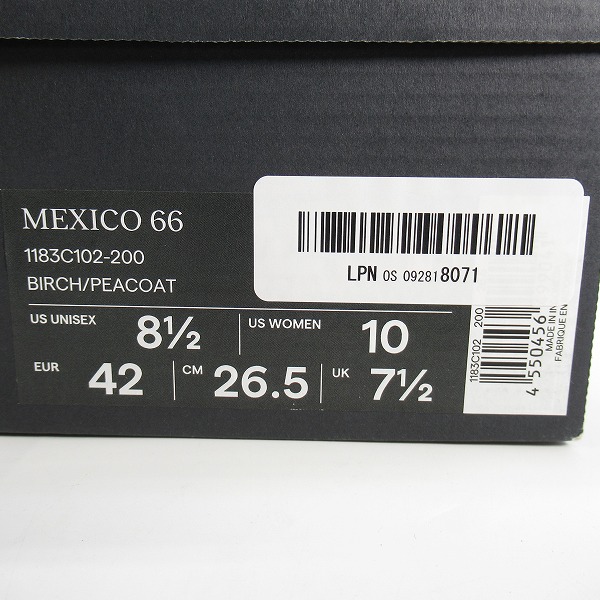 MEXICO 66
1183C102-200
BIRCH/PEACOAT
LPN OS 092818071
US UNISEX 8½ US WOMEN 10
EUR 42 CM 26.5 UK 7½
1183C102 200
4 550456
MADE IN
FABRIQUE EN